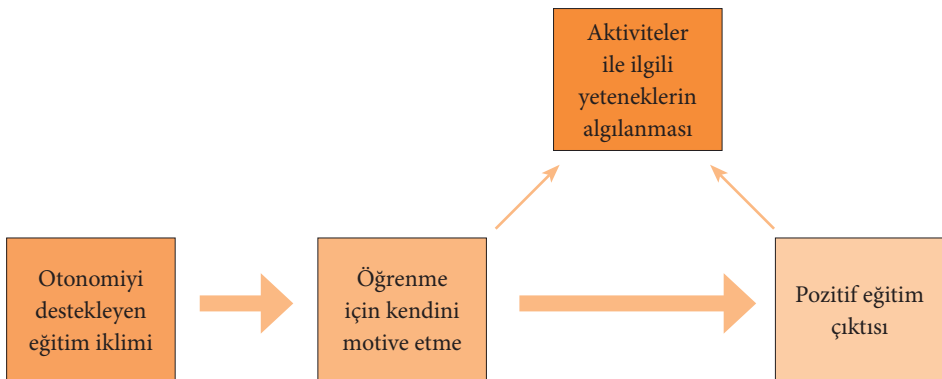 Aktiviteler
ile ilgili
yeteneklerin
algılanması
Otonomiyi
destekleyen
eğitim iklimi
Öğrenme
için kendini
motive etme
Pozitif eğitim
çıktısı